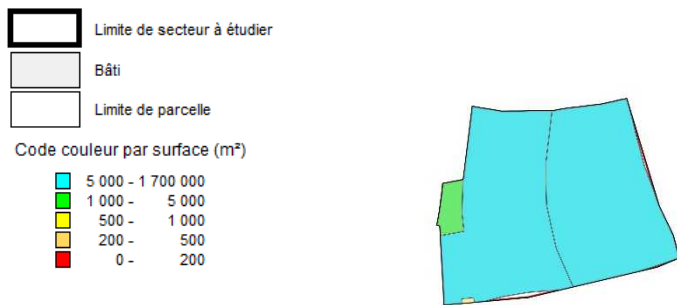 Limite de secteur à étudier
Bâti
Limite de parcelle
Code couleur par surface (m²)
5 000 - 1 700 000
1 000 - 5 000
500 - 1 000
200 - 500
0 - 200